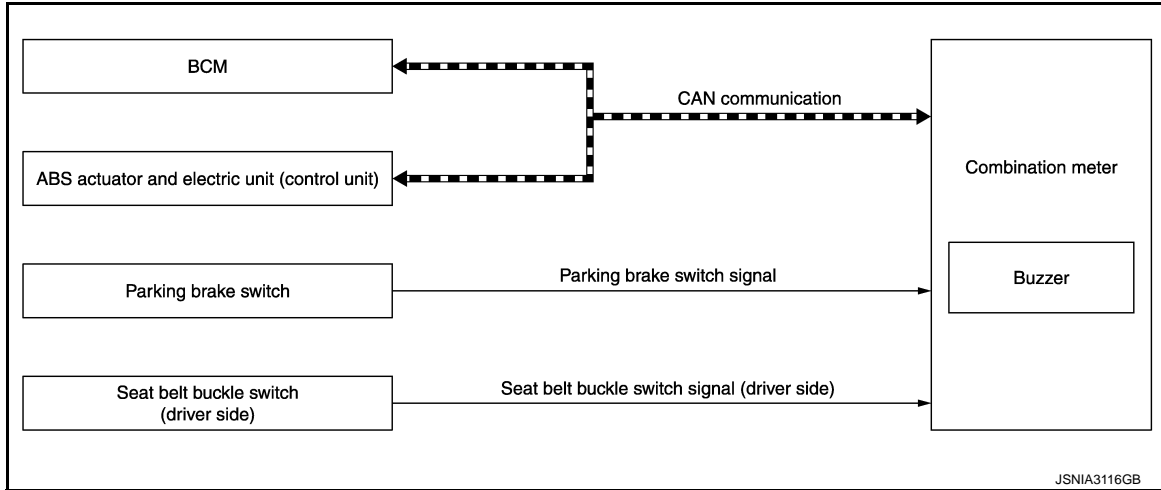 BCM
CAN communication
ABS actuator and electric unit (control unit)
Combination meter
Parking brake switch
Parking brake switch signal
Buzzer
Seat belt buckle switch
(driver side)
Seat belt buckle switch signal (driver side)
JSNIA3116GB